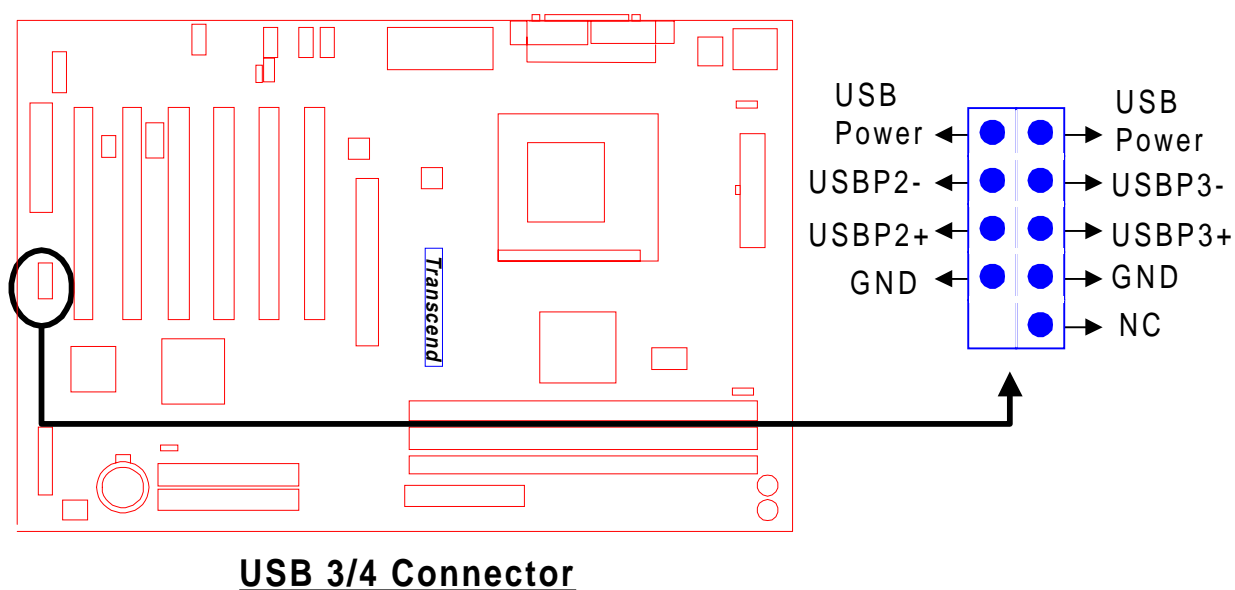 USB
Power
USBP2-
USBP2+
GND
USB
Power
USBP3-
USBP3+
GND
NC
Transcend
USB 3/4 Connector